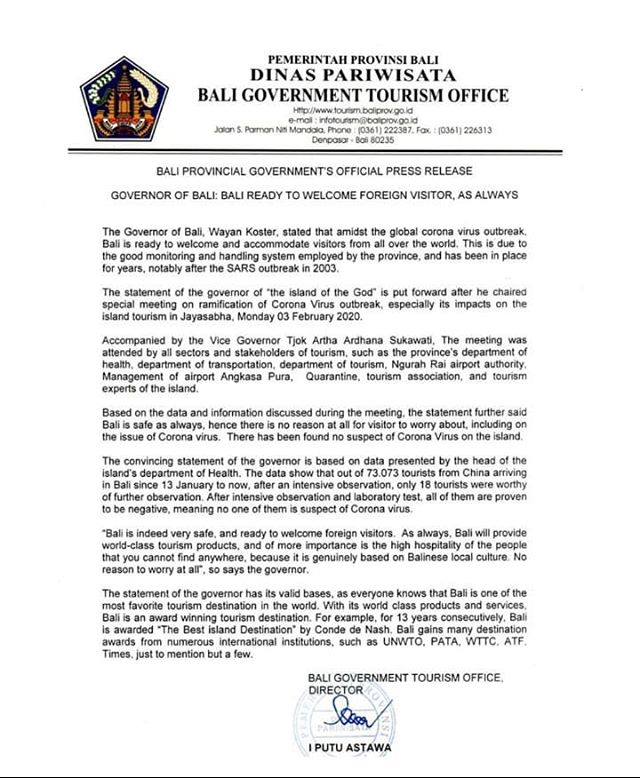 PEMERINTAH PROVINSI BALI
DINAS PARIWISATA
BALI GOVERNMENT TOURISM OFFICE
Http://www.tourism.baliprov.go.id
e-mail : infotourism@baliprov.go.id
Jalan S. Parman Niti Mandala, Phone : (0361) 222387, Fax. : (0361) 226313
Denpasar - Bali 80235
BALI PROVINCIAL GOVERNMENT'S OFFICIAL PRESS RELEASE
GOVERNOR OF BALI: BALI READY TO WELCOME FOREIGN VISITOR, AS ALWAYS
The Governor of Bali, Wayan Koster, stated that amidst the global corona virus outbreak,
Bali is ready to welcome and accommodate visitors from all over the world. This is due to
the good monitoring and handling system employed by the province, and has been in place
for years, notably after the SARS outbreak in 2003.
The statement of the governor of "the island of the God" is put forward after he chaired
special meeting on ramification of Corona Virus outbreak, especially its impacts on the
island tourism in Jayasabha, Monday 03 February 2020.
Accompanied by the Vice Governor Tjok Artha Ardhana Sukawati, The meeting was
attended by all sectors and stakeholders of tourism, such as the province's department of
health, department of transportation, department of tourism, Ngurah Rai airport authority,
Management of airport Angkasa Pura, Quarantine, tourism association, and tourism
experts of the island.
Based on the data and information discussed during the meeting, the statement further said
Bali is safe as always, hence there is no reason at all for visitor to worry about, including on
the issue of Corona virus. There has been found no suspect of Corona Virus on the island.
The convincing statement of the governor is based on data presented by the head of the
island's department of Health. The data show that out of 73.073 tourists from China arriving
in Bali since 13 January to now, after an intensive observation, only 18 tourists were worthy
of further observation. After intensive observation and laboratory test, all of them are proven
to be negative, meaning no one of them is suspect of Corona virus.
"Bali is indeed very safe, and ready to welcome foreign visitors. As always, Bali will provide
world-class tourism products, and of more importance is the high hospitality of the people
that you cannot find anywhere, because it is genuinely based on Balinese local culture. No
reason to worry at all", so says the governor.
The statement of the governor has its valid bases, as everyone knows that Bali is one of the
most favorite tourism destination in the world. With its world class products and services,
Bali is an award winning tourism destination. For example, for 13 years consecutively, Bali
is awarded "The Best island Destination" by Conde de Nash. Bali gains many destination
awards from numerous international institutions, such as UNWTO, PATA, WTTC, ATF.
Times, just to mention but a few.
BALI GOVERNMENT TOURISM OFFICE,
DIRECTOR
I PUTU ASTAWA